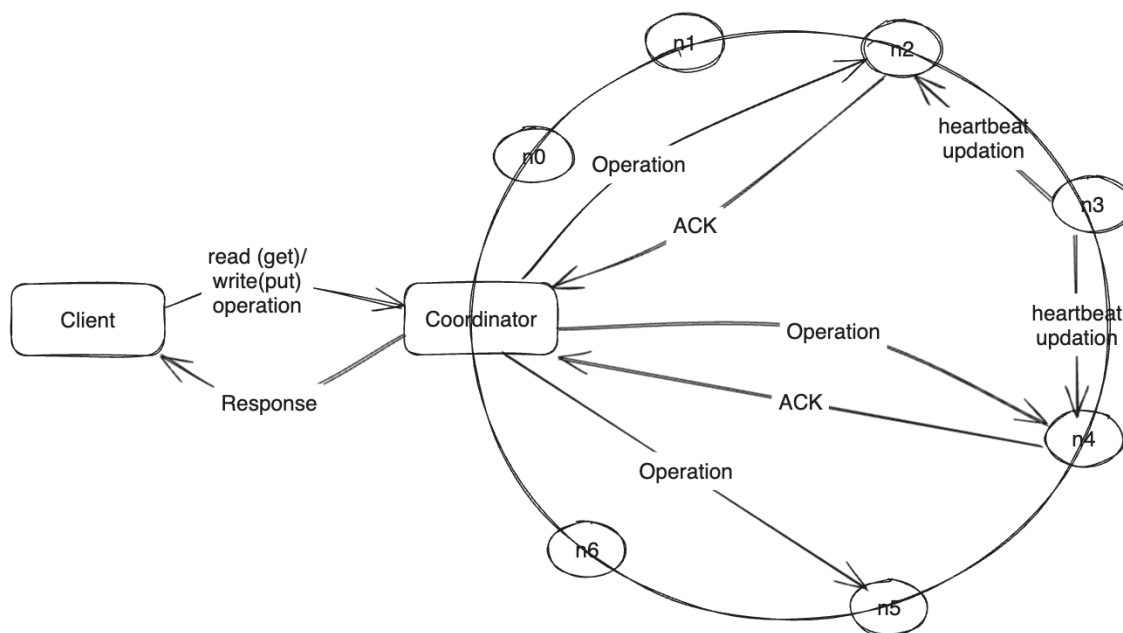 n1
n2
n0
heartbeat
updation
Operation
n3
ACK
read (get)/
write(put)
operation
Client
Coordinator
heartbeat
updation
Operation
Response
ACK
n4
Operation
n6
n5